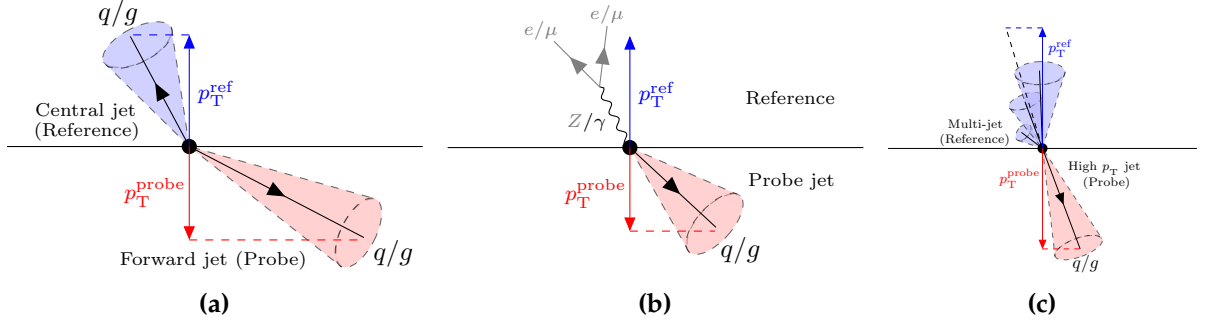 q/g
Central jet
(Reference)
p_T^ref
p_T^probe
Forward jet (Probe)
q/g
(a)
e/μ
e/μ
p_T^ref
Reference
Z/γ
Probe jet
p_T^probe
q/g
(b)
p_T^ref
Multi-jet
(Reference)
High p_T jet
(Probe)
p_T^probe
q/g
(c)